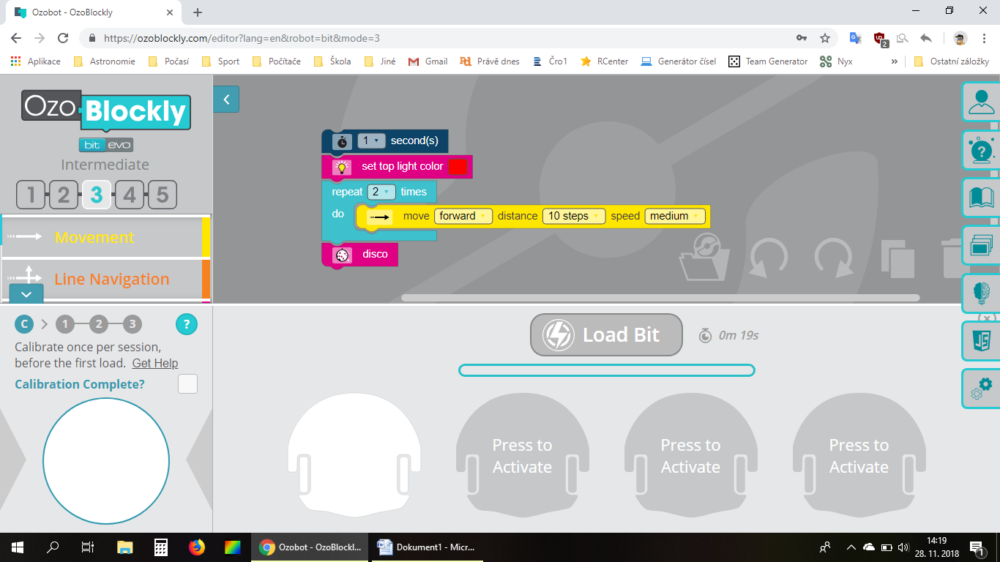 Ozobot - OzoBlockly
https://ozoblockly.com/editor?lang=en&robot=bit&mode=3
2
Aplikace Astronomie Počasí Sport Počítače Škola Jiné Gmail Právě dnes Čro1 RCenter Generátor čísel Team Generator Nyx » Ostatní záložky
Ozo Blockly
bit evo
Intermediate
1 2 3 4 5
Movement
Line Navigation
1 second(s)
set top light color
repeat 2 times
do move forward distance 10 steps speed medium
disco
JS
C 1 2 3 ?
Calibrate once per session,
before the first load. Get Help
Calibration Complete?
Load Bit 0m 19s
Press to
Activate
Press to
Activate
Press to
Activate
Ozobot - OzoBlockl...
Dokument1 - Micr...
14:19
28. 11. 2018
1